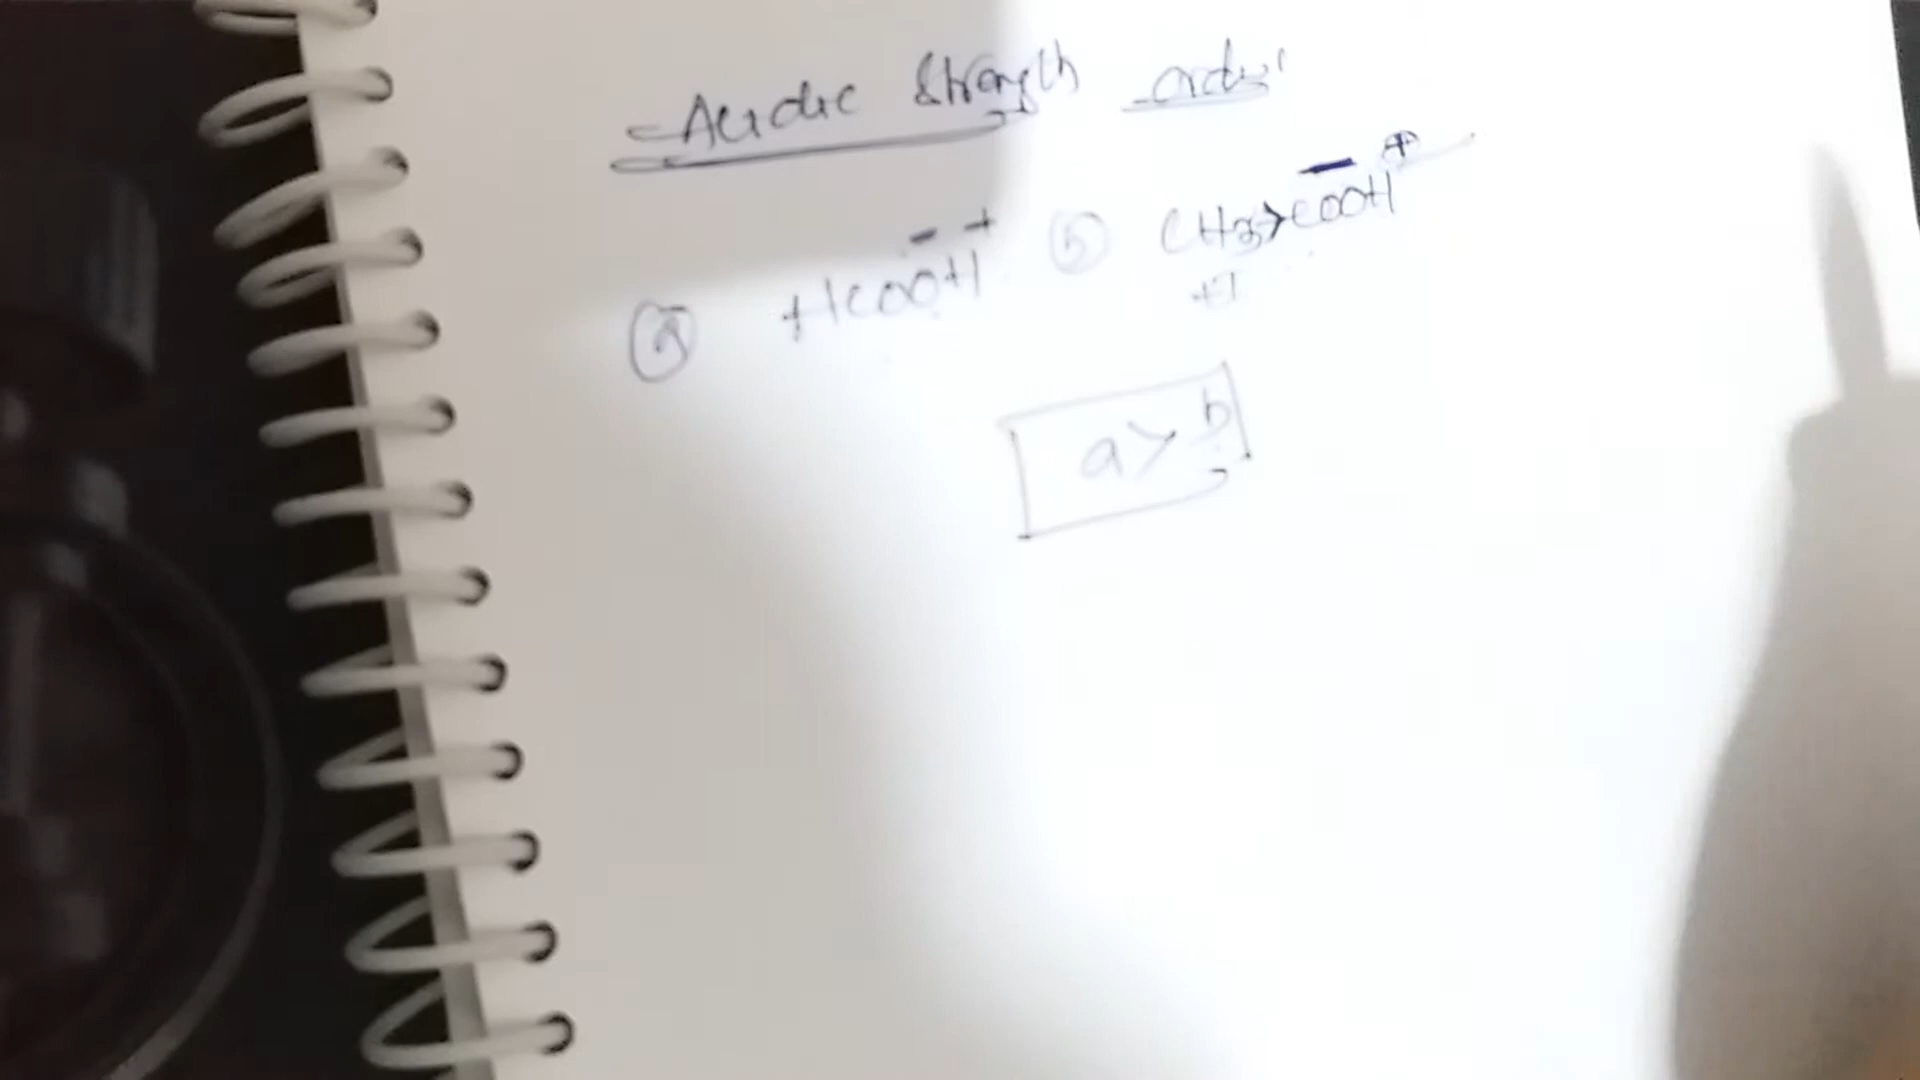 Acidic Strength order
(a) HCOOH - + (b) CH3>COOH - ⊕
+I
a > b